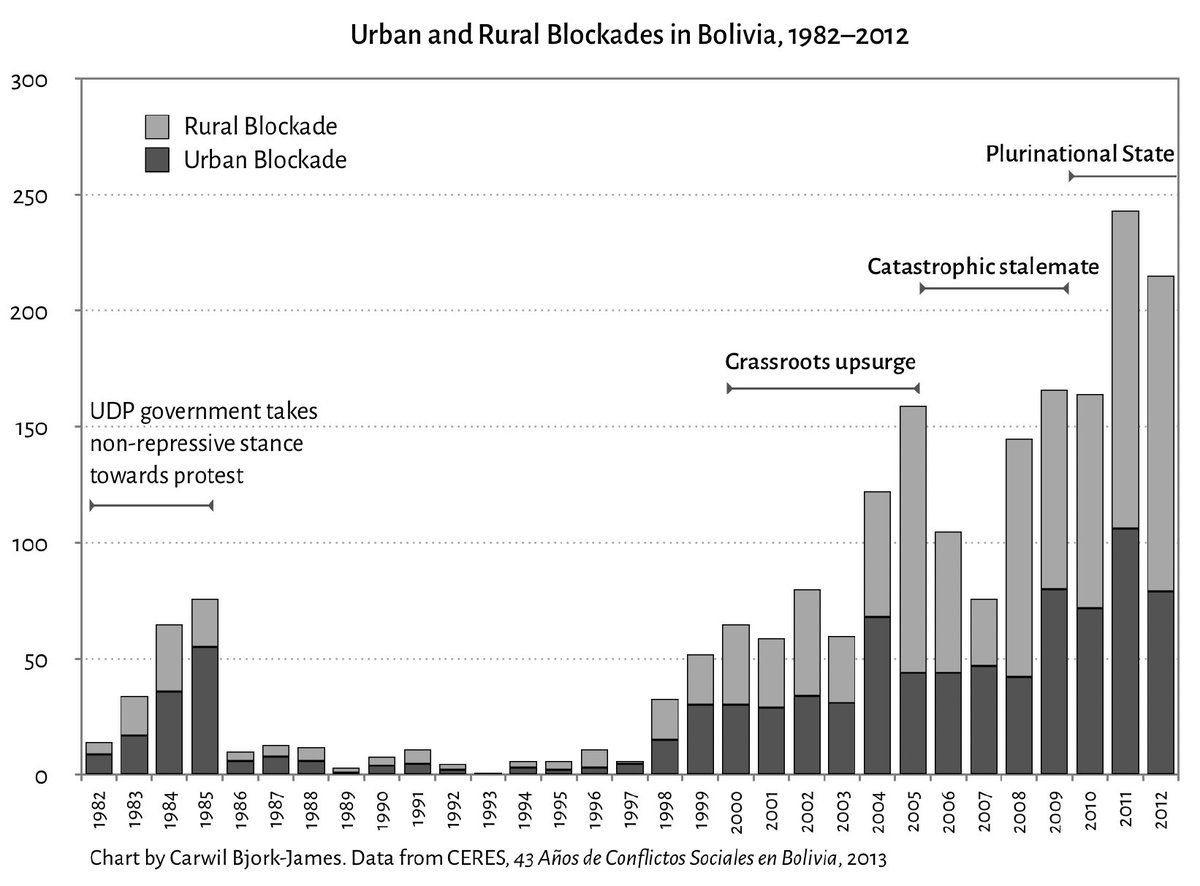 Urban and Rural Blockades in Bolivia, 1982–2012
300
Rural Blockade
Urban Blockade
Plurinational State
250
Catastrophic stalemate
200
Grassroots upsurge
UDP government takes
150
non-repressive stance
towards protest
100
50
0
1982 1983 1984 1985 1986 1987 1988 1989 1990 1991 1992 1993 1994 1995 1996 1997 1998 1999 2000 2001 2002 2003 2004 2005 2006 2007 2008 2009 2010 2011 2012
Chart by Carwil Bjork-James. Data from CERES, 43 Años de Conflictos Sociales en Bolivia, 2013